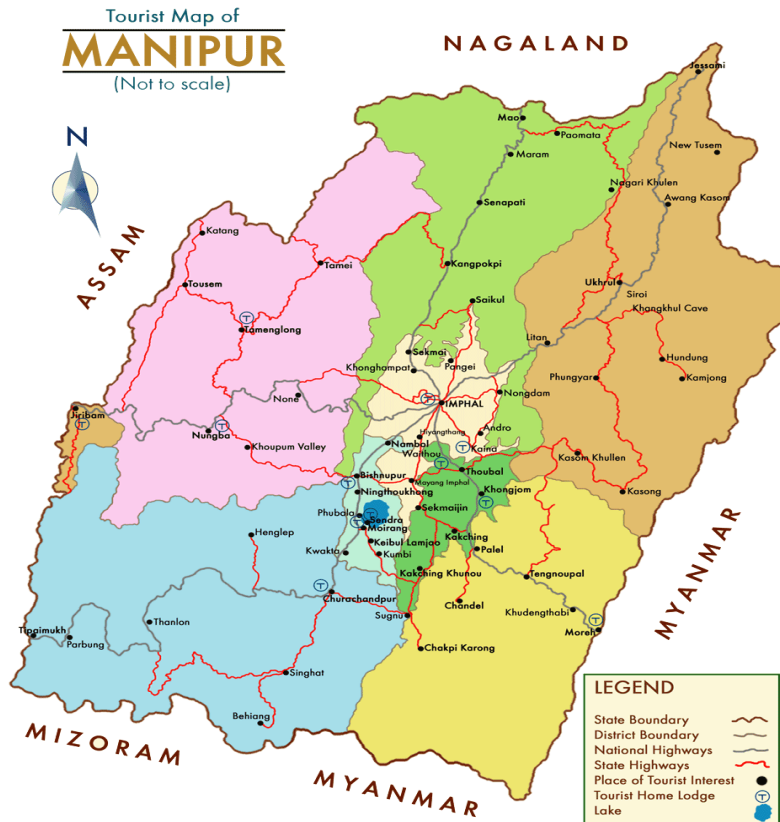 Tourist Map of
MANIPUR
(Not to scale)
NAGALAND
N
ASSAM
MIZORAM
MYANMAR
MYANMAR
Jessami
Mao
Paomata
Maram
New Tusem
Nagari Khulen
Senapati
Awang Kasom
Katang
Tamei
Kangpokpi
Tousem
Ukhrul
Siroi
Saikul
Khangkhul Cave
Tamenglong
Litan
Sekmai
Pangei
Hundung
Khonghampat
Phungyar
Kamjong
None
Nongdam
IMPHAL
Jiribam
Nungba
Hiyangthang
Andro
Khoupum Valley
Nambol
Waithou
Kaina
Kasom Khullen
Thoubal
Bishnupur
Mayang Imphal
Ningthoukhong
Khongjom
Kasong
Phubala
Sekmaijin
Sendra
Moirang
Henglep
Keibul Lamjao
Kakching
Kwakta
Kumbi
Palel
Kakching Khunou
Tengnoupal
Churachandpur
Chandel
Khudengthabi
Sugnu
Thanlon
Moreh
Tipaimukh
Parbung
Chakpi Karong
Singhat
Behiang
LEGEND
State Boundary
District Boundary
National Highways
State Highways
Place of Tourist Interest
Tourist Home Lodge
Lake